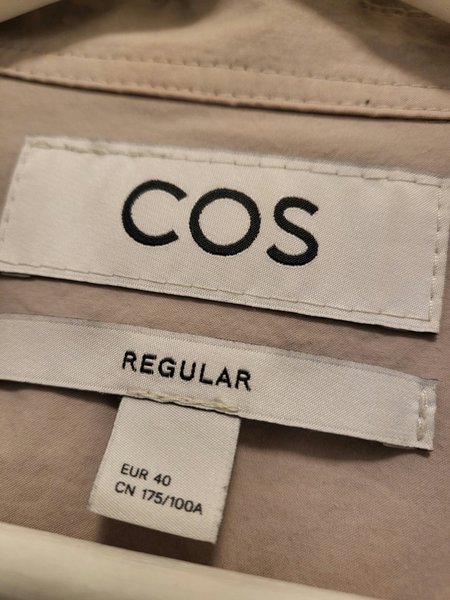 COS
REGULAR
EUR 40
CN 175/100A